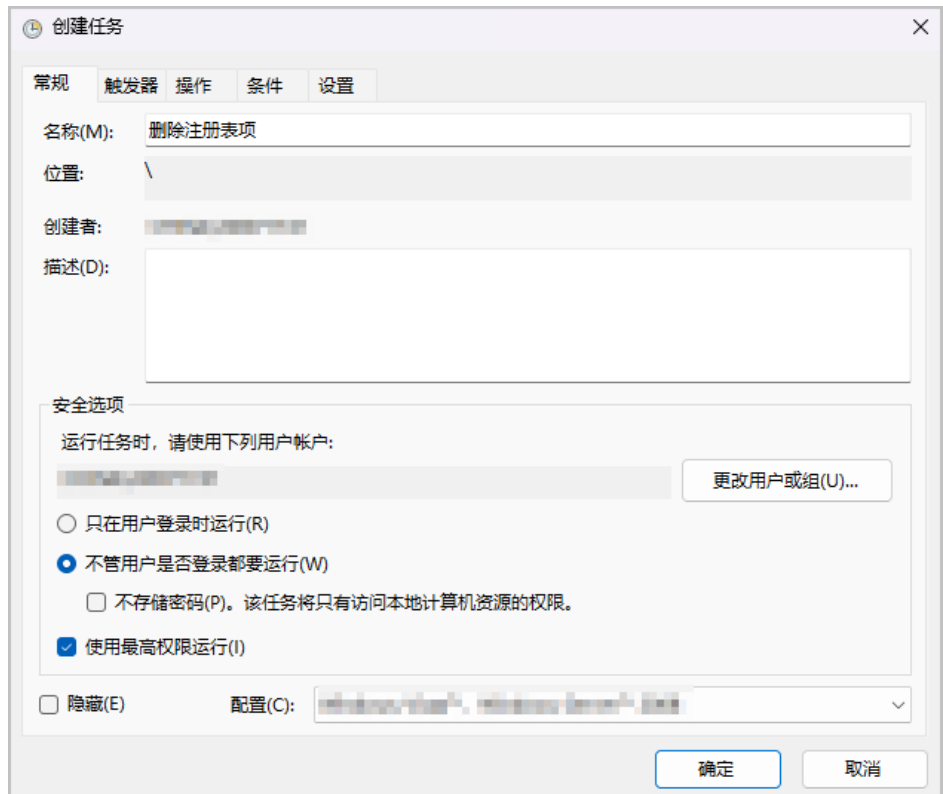 创建任务
常规 触发器 操作 条件 设置
名称(M): 删除注册表项
位置: \
创建者:
描述(D):
安全选项
运行任务时，请使用下列用户帐户:
更改用户或组(U)...
只在用户登录时运行(R)
不管用户是否登录都要运行(W)
不存储密码(P)。该任务将只有访问本地计算机资源的权限。
使用最高权限运行(I)
隐藏(E) 配置(C):
确定 取消